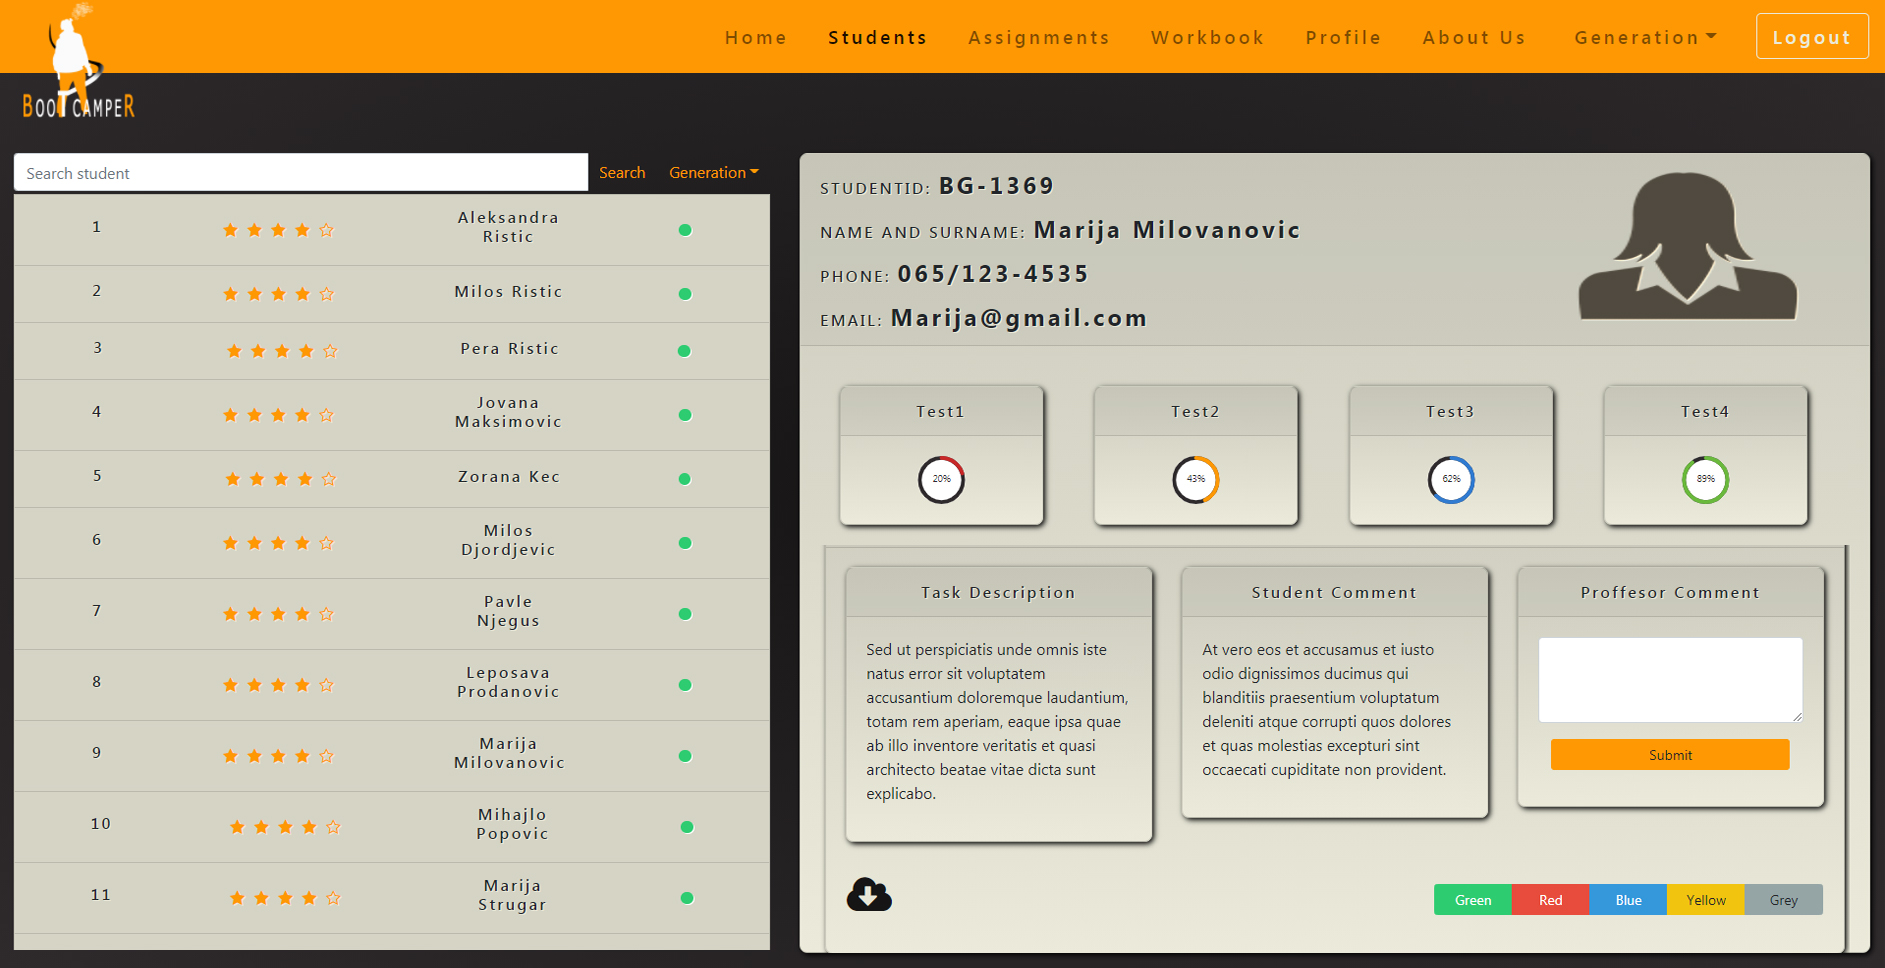 BOOTCAMPER
Home Students Assignments Workbook Profile About Us Generation Logout
Search student Search Generation
1 Aleksandra
Ristic
2 Milos Ristic
3 Pera Ristic
4 Jovana
Maksimovic
5 Zorana Kec
6 Milos
Djordjevic
7 Pavle
Njegus
8 Leposava
Prodanovic
9 Marija
Milovanovic
10 Mihajlo
Popovic
11 Marija
Strugar
STUDENTID: BG-1369
NAME AND SURNAME: Marija Milovanovic
PHONE: 065/123-4535
EMAIL: Marija@gmail.com
Test1 Test2 Test3 Test4
20% 43% 62% 89%
Task Description
Sed ut perspiciatis unde omnis iste
natus error sit voluptatem
accusantium doloremque laudantium,
totam rem aperiam, eaque ipsa quae
ab illo inventore veritatis et quasi
architecto beatae vitae dicta sunt
explicabo.
Student Comment
At vero eos et accusamus et iusto
odio dignissimos ducimus qui
blanditiis praesentium voluptatum
deleniti atque corrupti quos dolores
et quas molestias excepturi sint
occaecati cupiditate non provident.
Proffesor Comment
Submit
Green Red Blue Yellow Grey